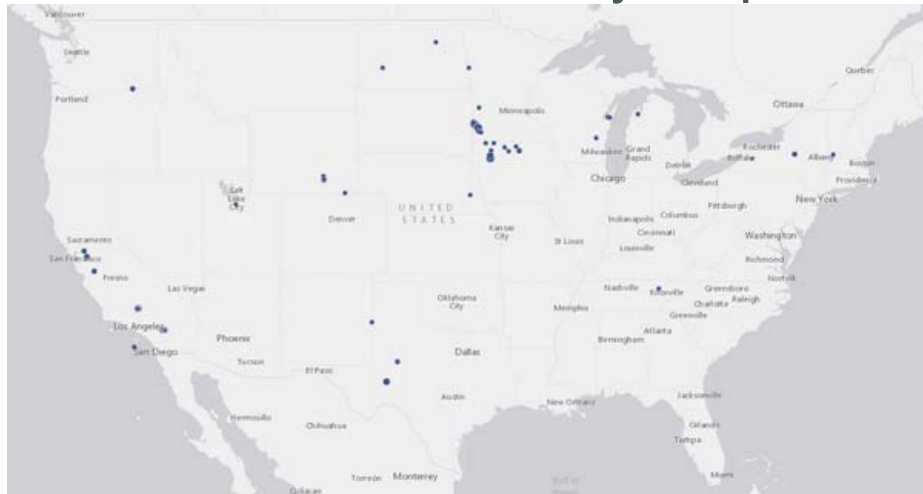 Vancouver
Seattle
Quebec
Portland
Ottawa
Minneapolis
Rochester
Milwaukee
Grand
Rapids
Detroit
Buffalo
Albany
Boston
Providence
Chicago
Cleveland
New York
Salt
Lake
City
Denver
UNITED
STATES
Kansas
City
St Louis
Indianapolis
Columbus
Pittsburgh
Cincinnati
Washington
Louisville
Richmond
Norfolk
Sacramento
San Francisco
Fresno
Las Vegas
Oklahoma
City
Nashville
Knoxville
Greensboro
Raleigh
Charlotte
Greenville
Memphis
Los Angeles
Phoenix
Atlanta
Birmingham
San Diego
Tucson
El Paso
Dallas
Austin
New Orleans
Jacksonville
Hermosillo
Chihuahua
Orlando
Tampa
Torreón
Monterrey
Miami
Culiacan
Gulf of